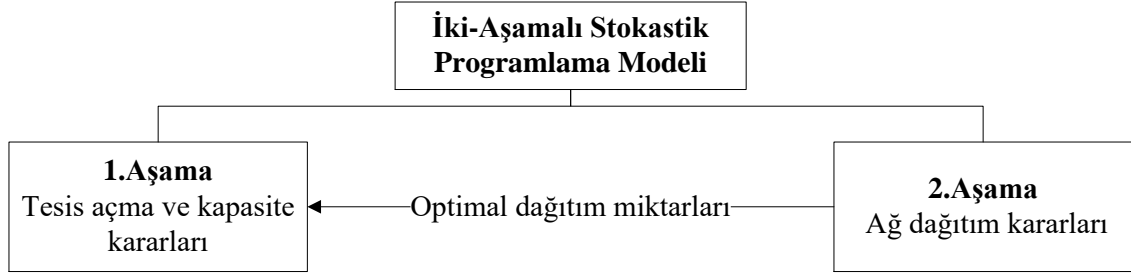 İki-Aşamalı Stokastik
Programlama Modeli
1.Aşama
Tesis açma ve kapasite
kararları
Optimal dağıtım miktarları
2.Aşama
Ağ dağıtım kararları